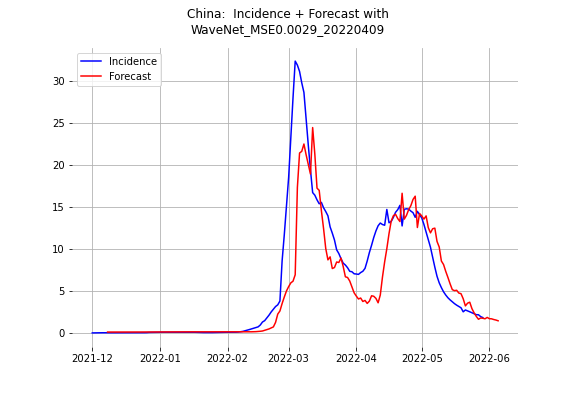 China:  Incidence + Forecast with
WaveNet_MSE0.0029_20220409
Incidence
Forecast
30
25
20
15
10
5
0
2021-12 2022-01 2022-02 2022-03 2022-04 2022-05 2022-06